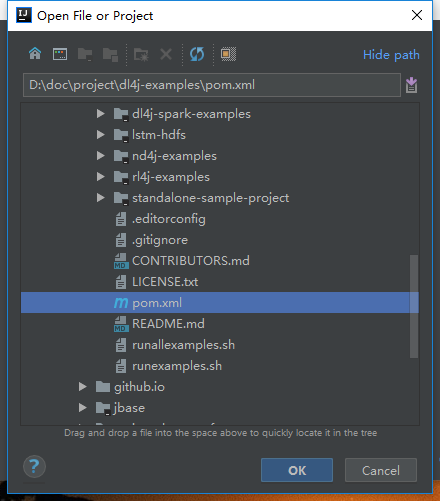 IJ Open File or Project
Hide path
D:\doc\project\dl4j-examples\pom.xml
dl4j-spark-examples
lstm-hdfs
nd4j-examples
rl4j-examples
standalone-sample-project
.editorconfig
.gitignore
MD CONTRIBUTORS.md
LICENSE.txt
m pom.xml
MD README.md
runallexamples.sh
runexamples.sh
github.io
jbase
Drag and drop a file into the space above to quickly locate it in the tree
? OK Cancel